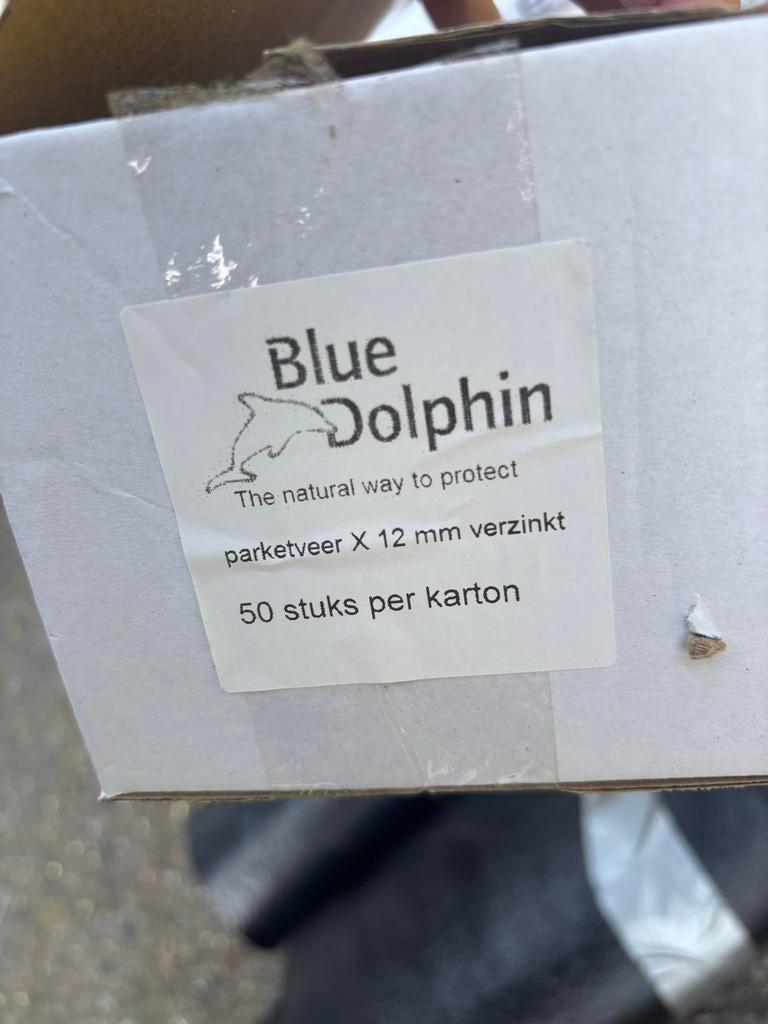 Blue
Dolphin
The natural way to protect
parketveer X 12 mm verzinkt
50 stuks per karton